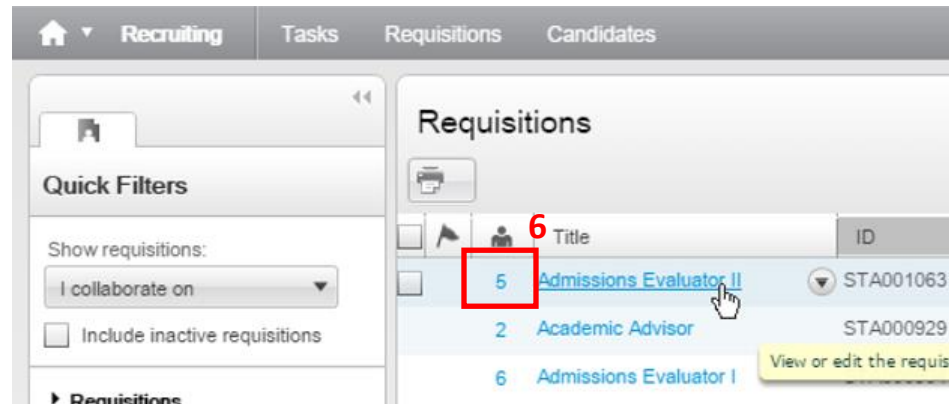 Recruiting Tasks Requisitions Candidates
Requisitions
Quick Filters
6
Title ID
Show requisitions:
I collaborate on
5 Admissions Evaluator II STA001063
Include inactive requisitions
2 Academic Advisor STA000929
View or edit the requis
6 Admissions Evaluator I
Requisitions